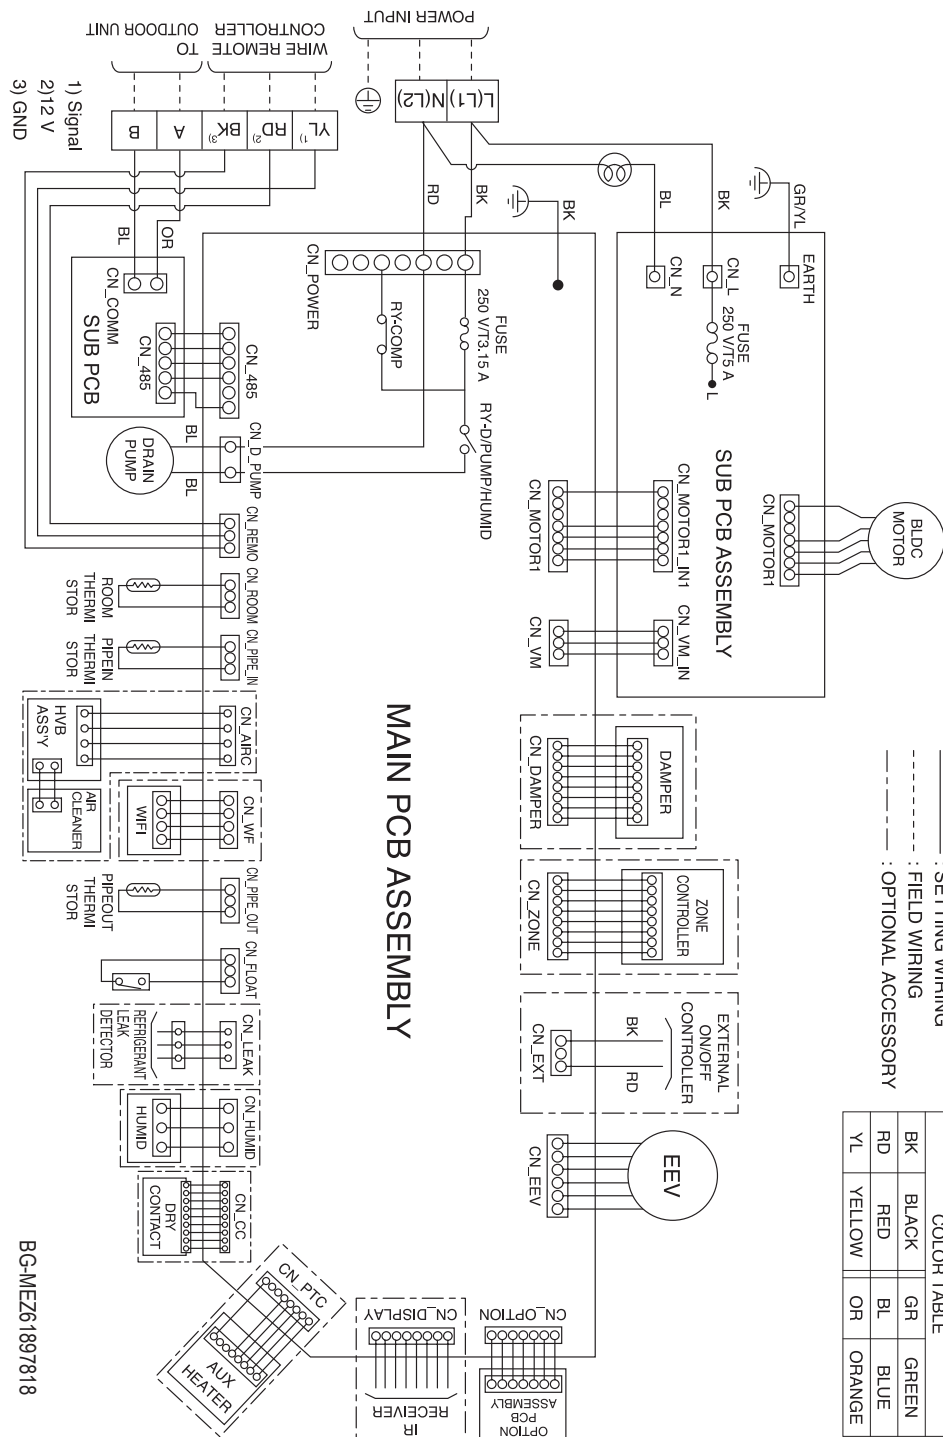 POWER INPUT
L(L1)
N(L2)
WIRE REMOTE
CONTROLLER
TO
OUTDOOR UNIT
YL 1)
RD 2)
BK 3)
A
B
1) Signal
2)12 V
3) GND
BL
OR
RD
BK
BK
BL
BK
GR/YL
CN_COMM
SUB PCB
CN_485
CN_485
CN_POWER
RY-COMP
FUSE
250 V/T3.15 A
RY-D/PUMP/HUMID
CN_N
CN_L
EARTH
FUSE
250 V/T5 A
L
SUB PCB ASSEMBLY
CN_MOTOR1
BLDC
MOTOR
CN_MOTOR1_IN1
CN_MOTOR1
CN_VM_IN
CN_VM
BL
BL
DRAIN
PUMP
CN_D_PUMP
CN_REMO
CN_ROOM
ROOM
THERMI
STOR
CN_PIPE_IN
PIPEIN
THERMI
STOR
CN_AIRC
HVB
ASS'Y
AIR
CLEANER
CN_WF
WIFI
CN_PIPE_OUT
PIPEOUT
THERMI
STOR
CN_FLOAT
CN_LEAK
REFRIGERANT
LEAK
DETECTOR
CN_HUMID
HUMID
CN_CC
DRY
CONTACT
MAIN PCB ASSEMBLY
DAMPER
CN_DAMPER
ZONE
CONTROLLER
CN_ZONE
EXTERNAL
ON/OFF
CONTROLLER
BK
RD
CN_EXT
EEV
CN_EEV
CN_PTC
AUX
HEATER
CN_DISPLAY
IR
RECEIVER
CN_OPTION
OPTION
PCB
ASSEMBLY
: SETTING WIRING
: FIELD WIRING
: OPTIONAL ACCESSORY
COLOR TABLE
BK BLACK GR GREEN
RD RED BL BLUE
YL YELLOW OR ORANGE
BG-MEZ61897818